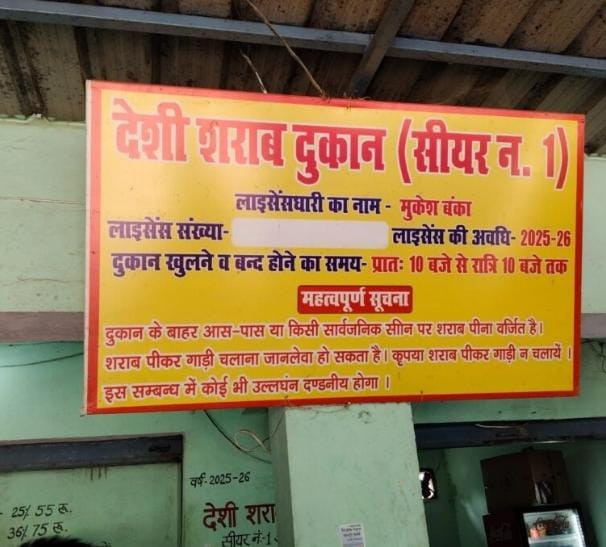 देशी शराब दुकान (सीयर न. 1)
लाइसेंसधारी का नाम - मुकेश बंका
लाइसेंस संख्या- लाइसेंस की अवधि- 2025-26
दुकान खुलने व बन्द होने का समय- प्रातः 10 बजे से रात्रि 10 बजे तक
महत्वपूर्ण सूचना
दुकान के बाहर आस-पास या किसी सार्वजनिक सीान पर शराब पीना वर्जित है।
शराब पीकर गाड़ी चलाना जानलेवा हो सकता है। कृपया शराब पीकर गाड़ी न चलायें ।
इस सम्बन्ध में कोई भी उल्लघंन दण्डनीय होगा ।
वर्ष- 2025-26
देशी शरा
सीयर नं-1
25% 55 रू.
36% 75 रू.